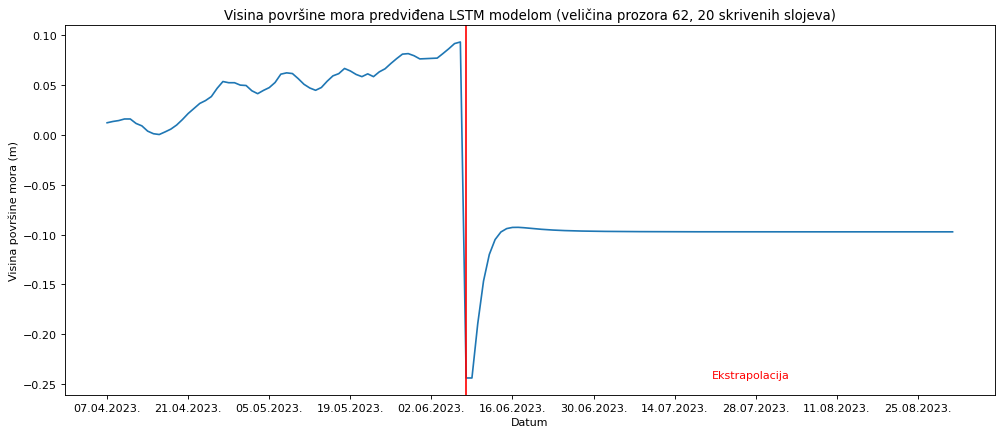 Visina površine mora predviđena LSTM modelom (veličina prozora 62, 20 skrivenih slojeva)
Visina površine mora (m)
0.10
0.05
0.00
−0.05
−0.10
−0.15
−0.20
−0.25
Ekstrapolacija
07.04.2023. 21.04.2023. 05.05.2023. 19.05.2023. 02.06.2023. 16.06.2023. 30.06.2023. 14.07.2023. 28.07.2023. 11.08.2023. 25.08.2023.
Datum